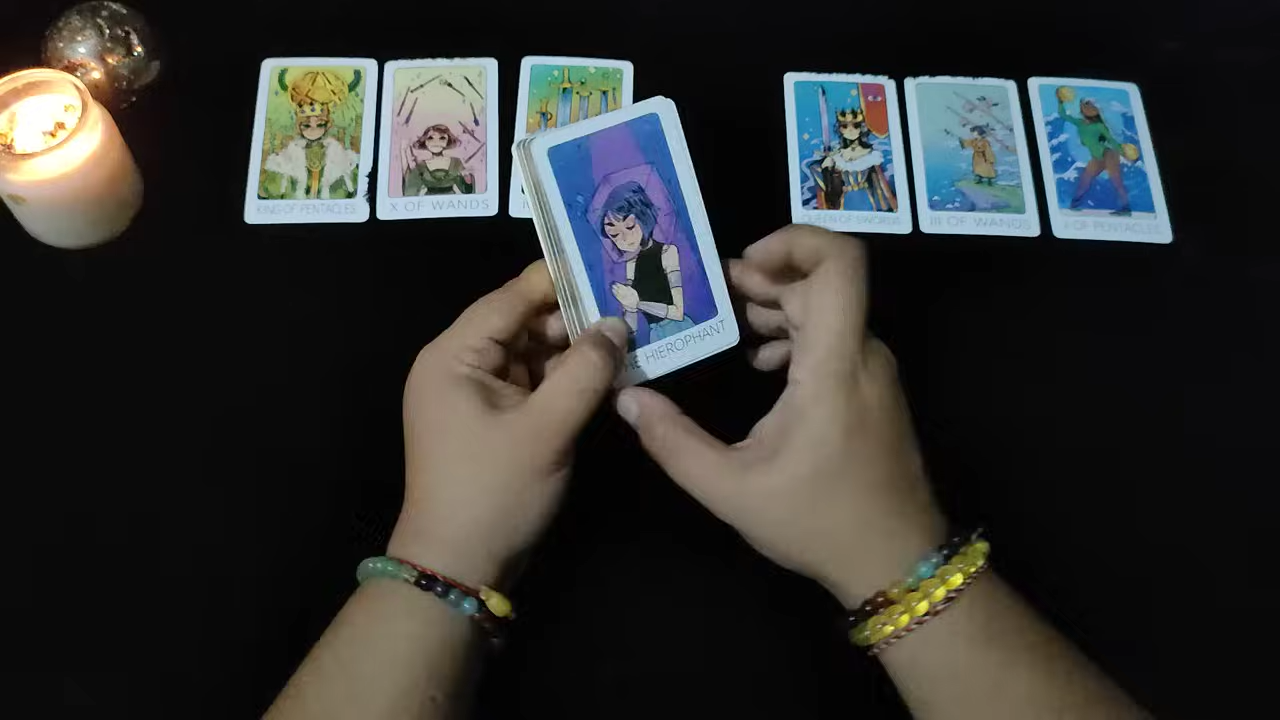 KING OF PENTACLES
X OF WANDS
QUEEN OF SWORDS
III OF WANDS
OF PENTACLES
HIEROPHANT